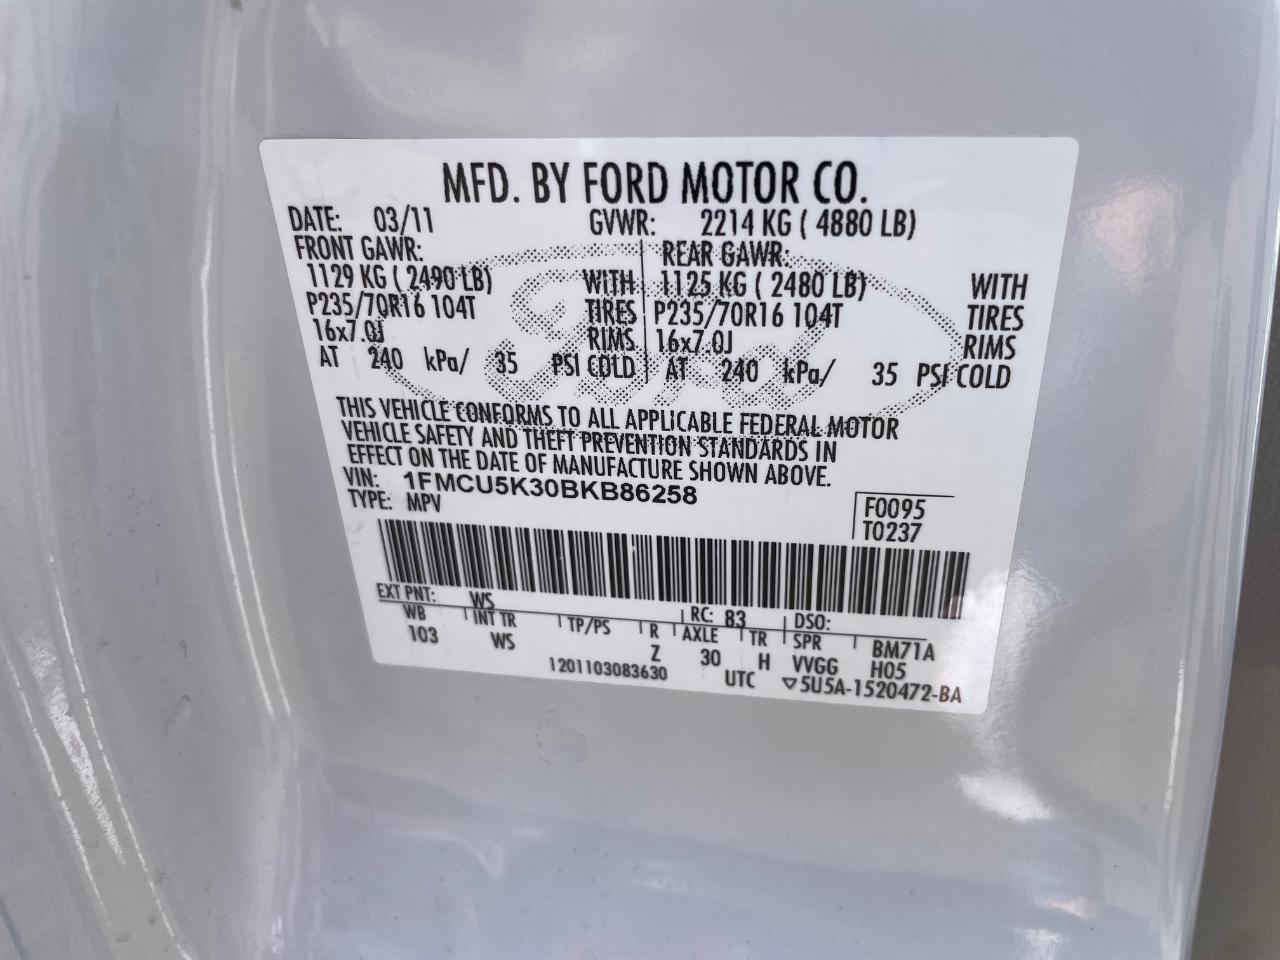 MFD. BY FORD MOTOR CO.
DATE: 03/11 GVWR: 2214 KG ( 4880 LB)
FRONT GAWR: REAR GAWR:
1129 KG ( 2490 LB) WITH 1125 KG ( 2480 LB) WITH
P235/70R16 104T TIRES P235/70R16 104T TIRES
16x7.0J RIMS 16x7.0J RIMS
AT 240 kPa/ 35 PSI COLD AT 240 kPa/ 35 PSI COLD
THIS VEHICLE CONFORMS TO ALL APPLICABLE FEDERAL MOTOR
VEHICLE SAFETY AND THEFT PREVENTION STANDARDS IN
EFFECT ON THE DATE OF MANUFACTURE SHOWN ABOVE.
VIN: 1FMCU5K30BKB86258
TYPE: MPV
F0095
T0237
EXT PNT: WS RC: 83 DSO:
WB INT TR TP/PS R AXLE TR SPR BM71A
103 WS Z 30 H VVGG H05
1201103083630 UTC ▽5U5A-1520472-BA
Ford